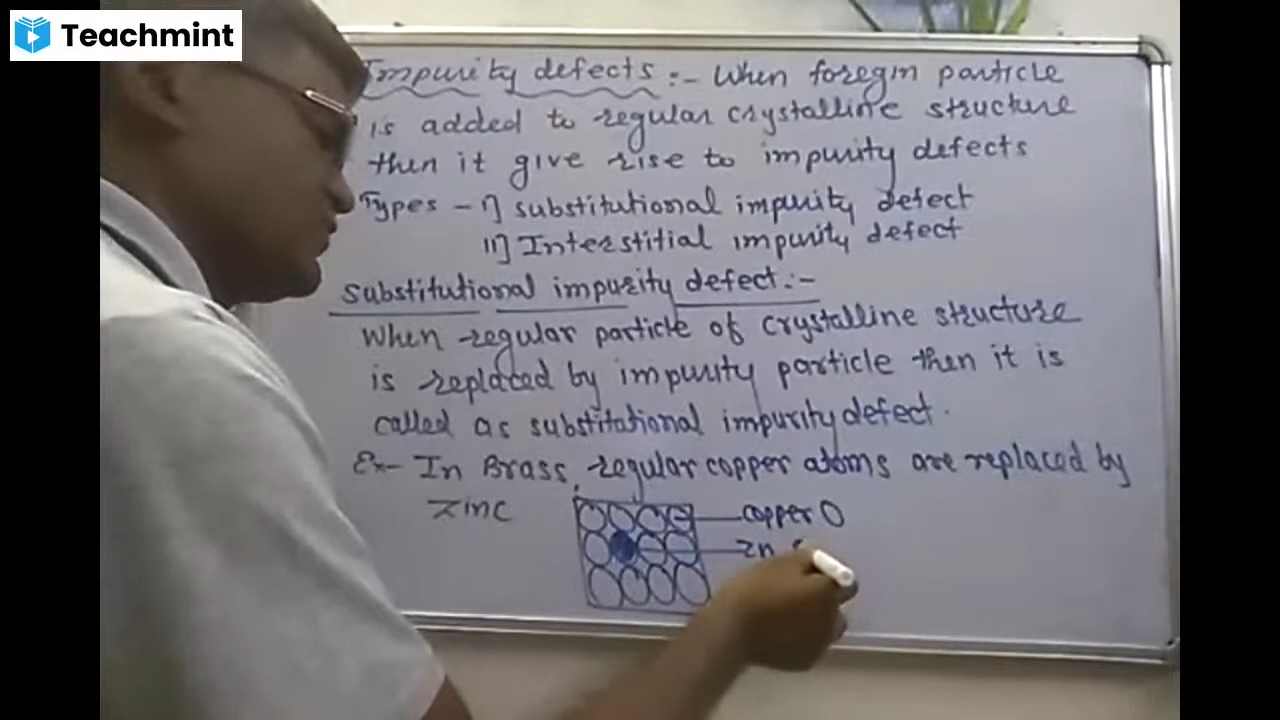 Teachmint
Impurity defects :- When foregin particle
is added to regular crystalline structure
then it give rise to impurity defects
Types - i] substitutional impurity defect
ii] Interstitial impurity defect
Substitutional impurity defect :-
When regular particle of crystalline structure
is replaced by impurity particle then it is
called as substitutional impurity defect.
Ex- In Brass, regular copper atoms are replaced by
zinc
copper O
zn